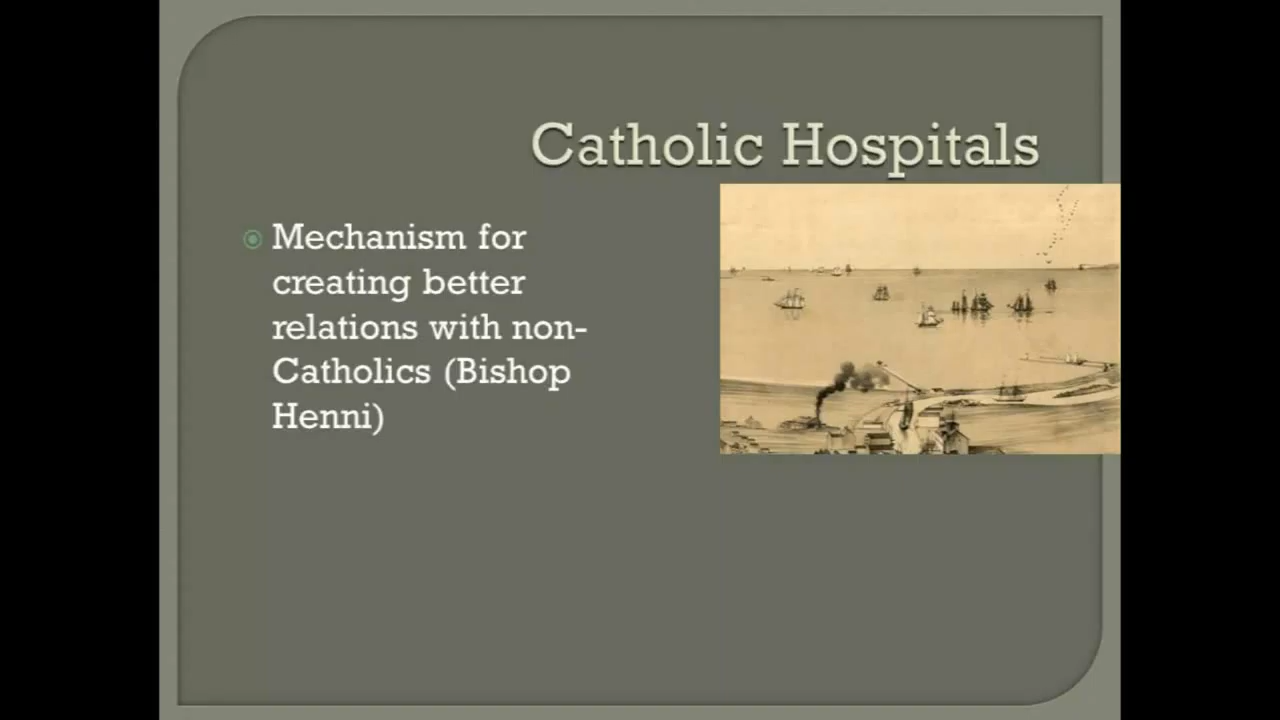 Catholic Hospitals
Mechanism for
creating better
relations with non-
Catholics (Bishop
Henni)